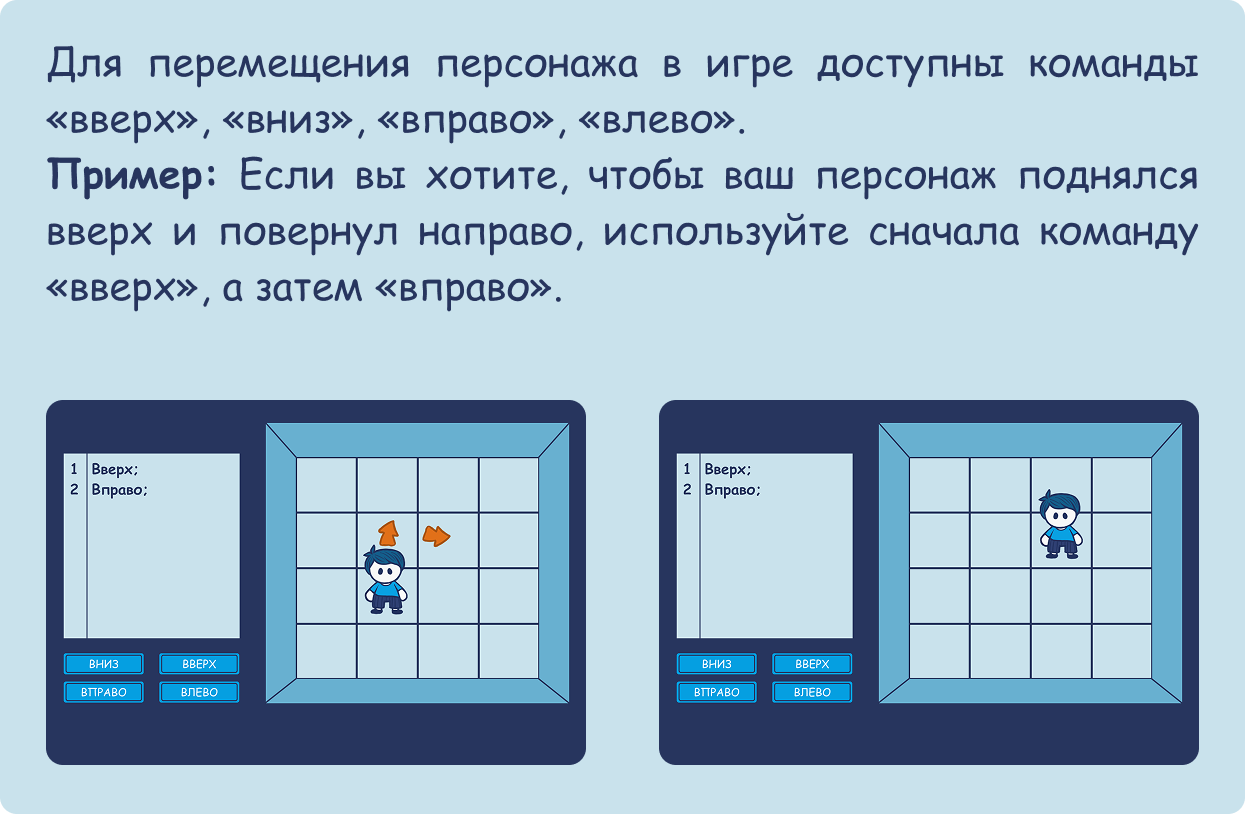 Для перемещения персонажа в игре доступны команды
«вверх», «вниз», «вправо», «влево».
Пример: Если вы хотите, чтобы ваш персонаж поднялся
вверх и повернул направо, используйте сначала команду
«вверх», а затем «вправо».
1 Вверх;
2 Вправо;
ВНИЗ ВВЕРХ
ВПРАВО ВЛЕВО
1 Вверх;
2 Вправо;
ВНИЗ ВВЕРХ
ВПРАВО ВЛЕВО